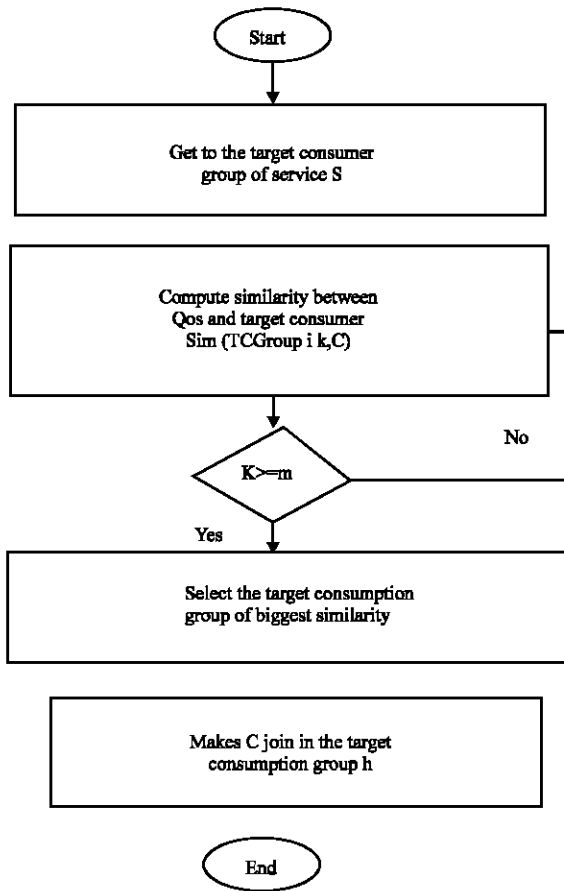 Start
Get to the target consumer
group of service S
Compute similarity between
Qos and target consumer
Sim (TCGroup i k,C)
No
K>=m
Yes
Select the target consumption
group of biggest similarity
Makes C join in the target
consumption group h
End